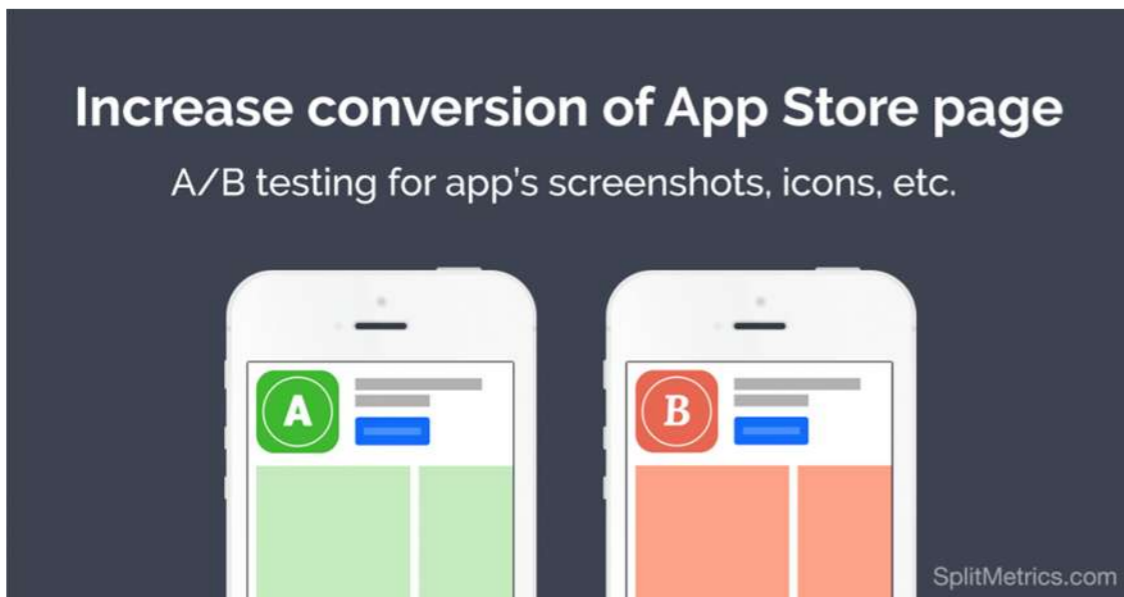 Increase conversion of App Store page
A/B testing for app's screenshots, icons, etc.
A
B
SplitMetrics.com